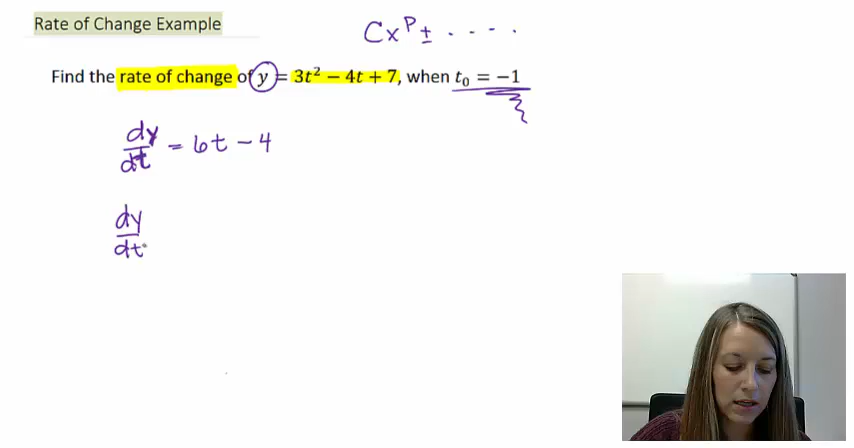 Rate of Change Example
Cxᴾ ± . . . .
Find the rate of change of y = 3t² − 4t + 7, when t₀ = −1
dy/dt = 6t − 4
dy/dt